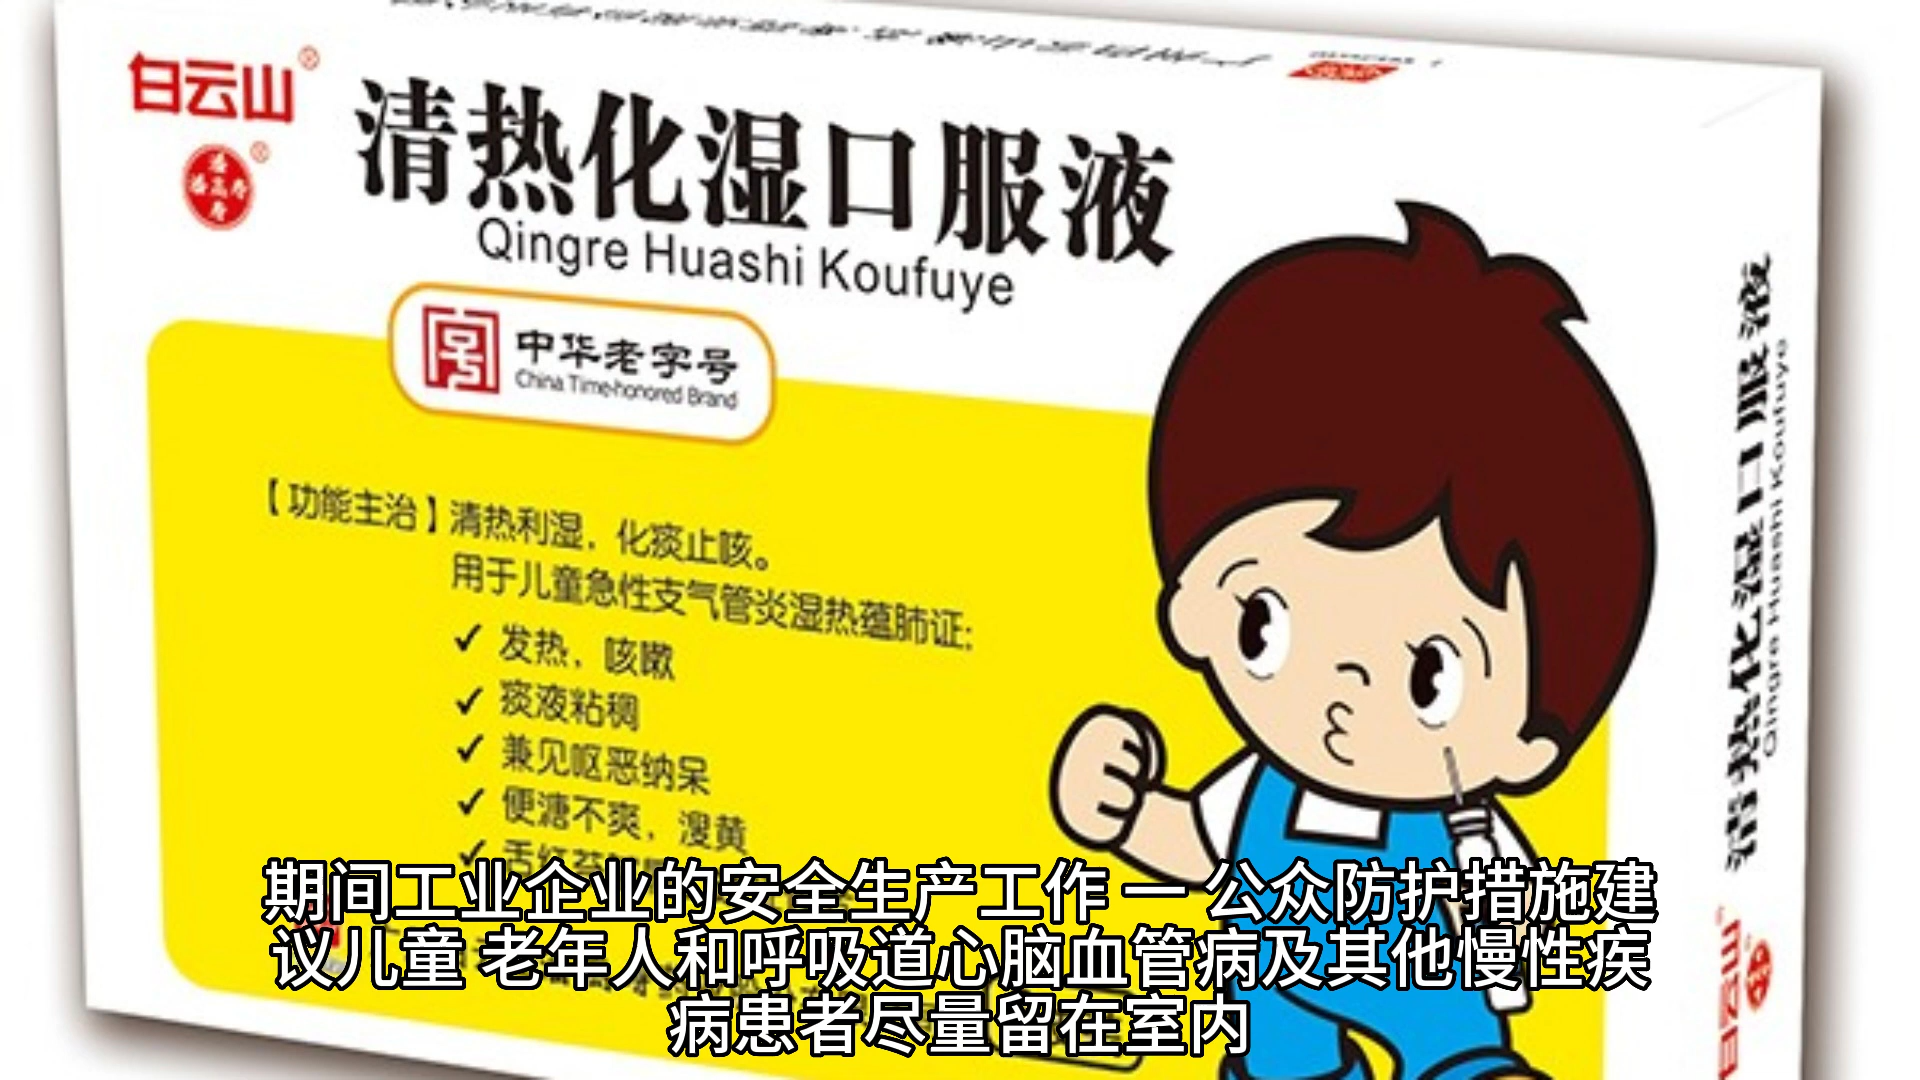 白云山®
潘高寿
清热化湿口服液
Qingre Huashi Koufuye
中华老字号
China Time-honored Brand
【功能主治】清热利湿，化痰止咳。
用于儿童急性支气管炎湿热蕴肺证；
✓ 发热，咳嗽
✓ 痰液粘稠
✓ 兼见呕恶纳呆
✓ 便溏不爽，溲黄
清热化湿口服液
Qingre Huashi Koufuye
白云山
期间工业企业的安全生产工作 一 公众防护措施建
议儿童 老年人和呼吸道心脑血管病及其他慢性疾
病患者尽量留在室内